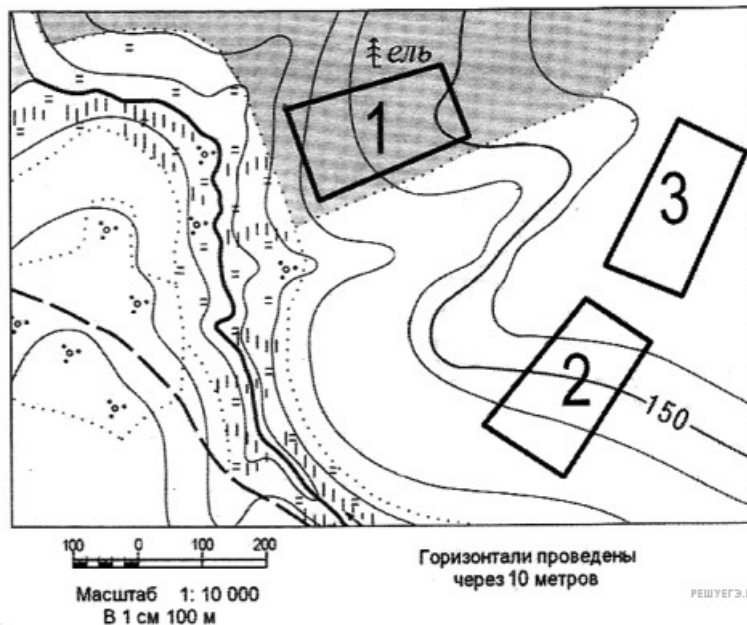 ель
1
3
2
150
100 0 100 200
Масштаб 1: 10 000
В 1 см 100 м
Горизонтали проведены
через 10 метров